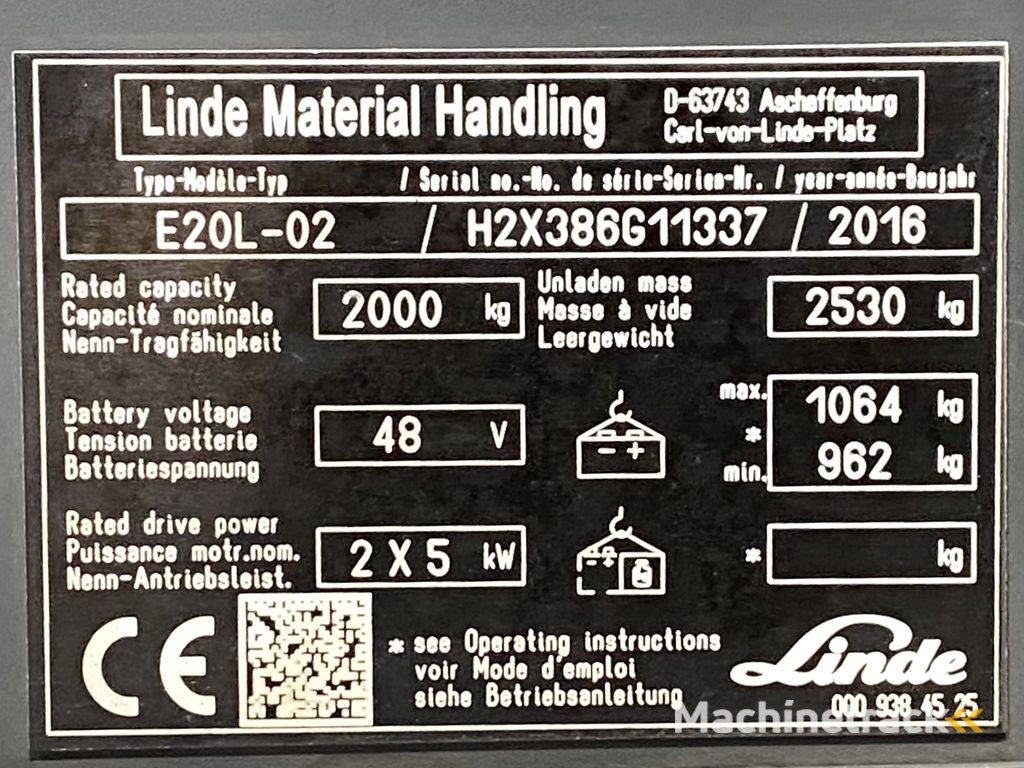 Linde Material Handling
D-63743 Aschaffenburg
Carl-von-Linde-Platz
Type-Modèle-Typ / Serial no.-No. de série-Serien-Nr. / year-année-Baujahr
E20L-02 / H2X386G11337 / 2016
Rated capacity
Capacité nominale
Nenn-Tragfähigkeit
2000 kg
Unladen mass
Masse à vide
Leergewicht
2530 kg
Battery voltage
Tension batterie
Batteriespannung
48 V
- +
max. 1064 kg
*
min. 962 kg
Rated drive power
Puissance motr.nom.
Nenn-Antriebsleist.
2 X 5 kW
- +
* kg
CE
* see Operating instructions
voir Mode d'emploi
siehe Betriebsanleitung
Linde
000 938 45 25
Machinetrack